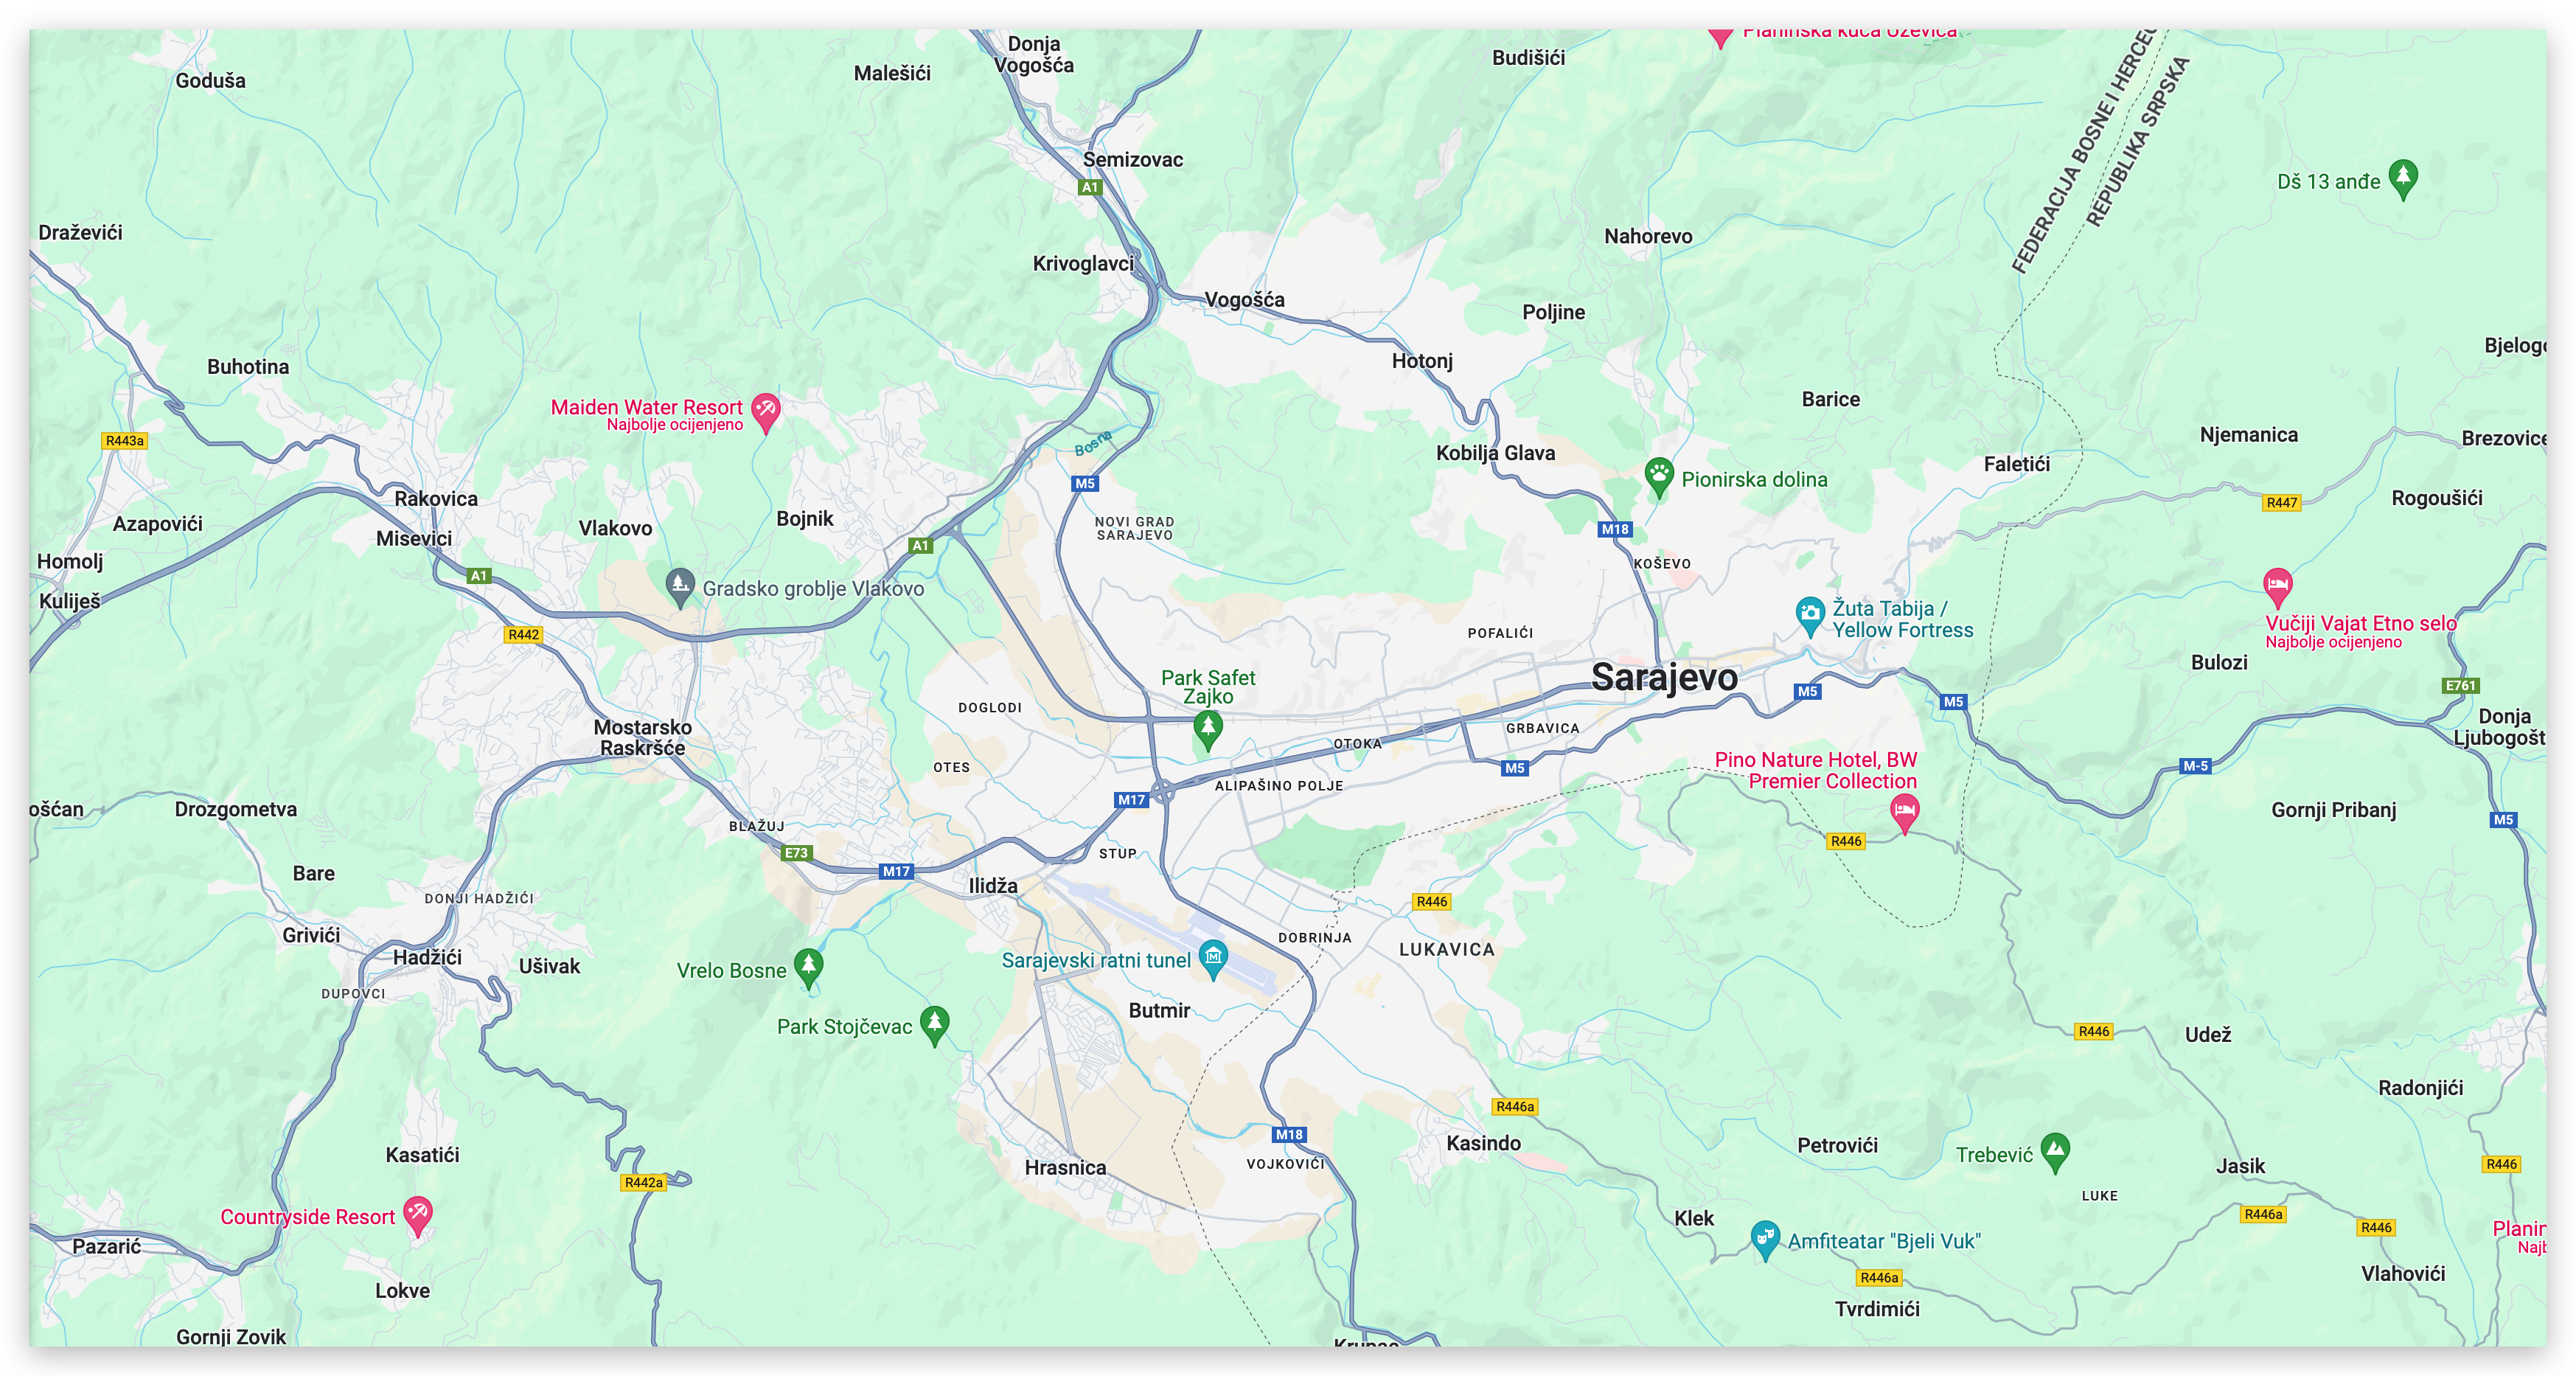 Planinska kuća Uževica
Donja
Vogošća
Budišići
Malešići
Goduša
FEDERACIJA BOSNE I HERCEG
REPUBLIKA SRPSKA
Semizovac
A1
Dš 13 anđe
Draževići
Nahorevo
Krivoglavci
Vogošća
Poljine
Bjelog
Hotonj
Buhotina
Barice
Maiden Water Resort
Najbolje ocijenjeno
R443a
Bosna
Njemanica
Brezovice
Kobilja Glava
Faletići
Pionirska dolina
M5
Rakovica
Rogoušići
R447
Azapovići
Vlakovo
Bojnik
NOVI GRAD
SARAJEVO
M18
Misevici
A1
Homolj
KOŠEVO
A1
Gradsko groblje Vlakovo
Kuliješ
Žuta Tabija /
Yellow Fortress
Vučiji Vajat Etno selo
Najbolje ocijenjeno
R442
POFALIĆI
Bulozi
Sarajevo
Park Safet
Zajko
M5
M5
E761
DOGLODI
Donja
Ljubogošt
Mostarsko
Raskršće
GRBAVICA
OTOKA
Pino Nature Hotel, BW
Premier Collection
OTES
M5
M-5
ALIPAŠINO POLJE
M17
ošćan
Drozgometva
Gornji Pribanj
M5
BLAŽUJ
R446
E73
STUP
M17
Bare
Ilidža
DONJI HADŽIĆI
R446
Grivići
DOBRINJA
LUKAVICA
Hadžići
Ušivak
Sarajevski ratni tunel
Vrelo Bosne
DUPOVCI
Butmir
Park Stojčevac
R446
Udež
Radonjići
R446a
M18
Kasindo
Petrovići
Trebević
Kasatići
VOJKOVIĆI
Hrasnica
Jasik
R446
R442a
LUKE
Countryside Resort
Klek
R446a
R446
Planin
Najb
Amfiteatar "Bjeli Vuk"
Pazarić
R446a
Vlahovići
Lokve
Tvrdimići
Gornji Zovik
Krupac